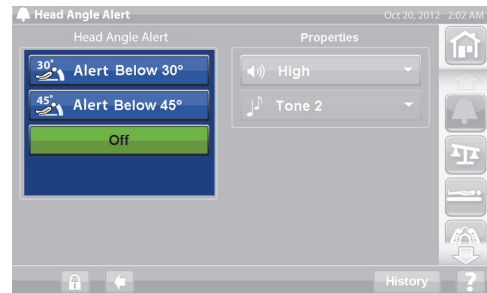 Head Angle Alert
Oct 20, 2012 2:02 AM
Head Angle Alert
30° Alert Below 30°
45° Alert Below 45°
Off
Properties
High
Tone 2
History
?